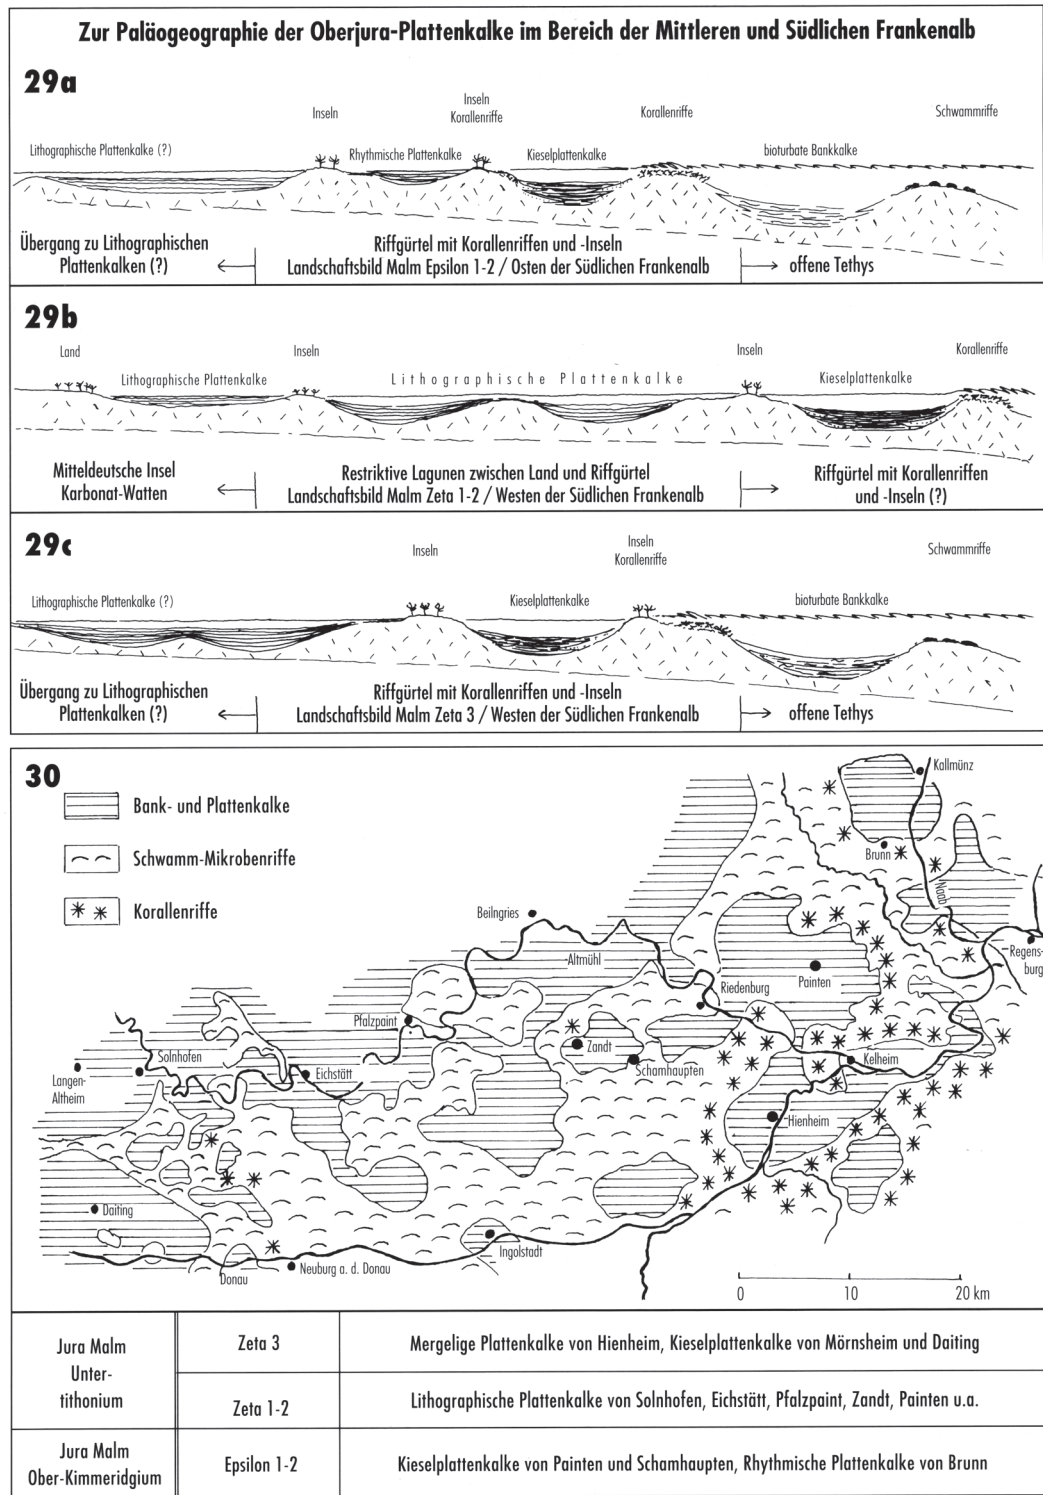 Zur Paläogeographie der Oberjura-Plattenkalke im Bereich der Mittleren und Südlichen Frankenalb
29a
Inseln
Inseln
Korallenriffe
Korallenriffe
Schwammriffe
Lithographische Plattenkalke (?)
Rhythmische Plattenkalke
Kieselplattenkalke
bioturbate Bankkalke
Übergang zu Lithographischen
Plattenkalken (?)
Riffgürtel mit Korallenriffen und -Inseln
Landschaftsbild Malm Epsilon 1-2 / Osten der Südlichen Frankenalb
offene Tethys
29b
Land
Inseln
Inseln
Korallenriffe
Lithographische Plattenkalke
Lithographische Plattenkalke
Kieselplattenkalke
Mitteldeutsche Insel
Karbonat-Watten
Restriktive Lagunen zwischen Land und Riffgürtel
Landschaftsbild Malm Zeta 1-2 / Westen der Südlichen Frankenalb
Riffgürtel mit Korallenriffen
und -Inseln (?)
29c
Inseln
Inseln
Korallenriffe
Schwammriffe
Lithographische Plattenkalke (?)
Kieselplattenkalke
bioturbate Bankkalke
Übergang zu Lithographischen
Plattenkalken (?)
Riffgürtel mit Korallenriffen und -Inseln
Landschaftsbild Malm Zeta 3 / Westen der Südlichen Frankenalb
offene Tethys
30
Bank- und Plattenkalke
Schwamm-Mikrobenriffe
Korallenriffe
Kallmünz
Brunn
Naab
Beilngries
Altmühl
Regens-
burg
Painten
Riedenburg
Pfalzpaint
Solnhofen
Zandt
Kelheim
Schamhaupten
Eichstätt
Langen-
Altheim
Hienheim
Daiting
Ingolstadt
Neuburg a. d. Donau
Donau
0 10 20 km
Jura Malm
Unter-
tithonium
Zeta 3
Mergelige Plattenkalke von Hienheim, Kieselplattenkalke von Mörnsheim und Daiting
Zeta 1-2
Lithographische Plattenkalke von Solnhofen, Eichstätt, Pfalzpaint, Zandt, Painten u.a.
Jura Malm
Ober-Kimmeridgium
Epsilon 1-2
Kieselplattenkalke von Painten und Schamhaupten, Rhythmische Plattenkalke von Brunn